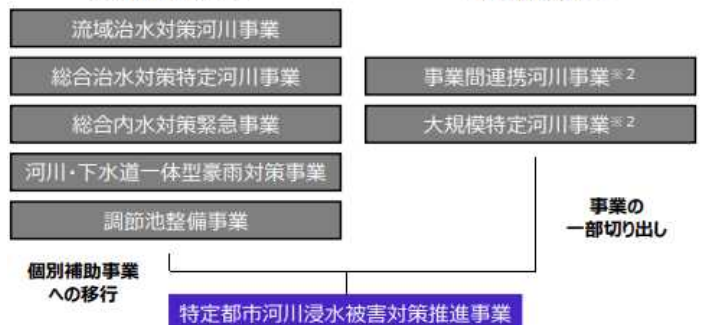 流域治水対策河川事業
総合治水対策特定河川事業
総合内水対策緊急事業
河川・下水道一体型豪雨対策事業
調節池整備事業
事業間連携河川事業※2
大規模特定河川事業※2
事業の
一部切り出し
個別補助事業
への移行
特定都市河川浸水被害対策推進事業